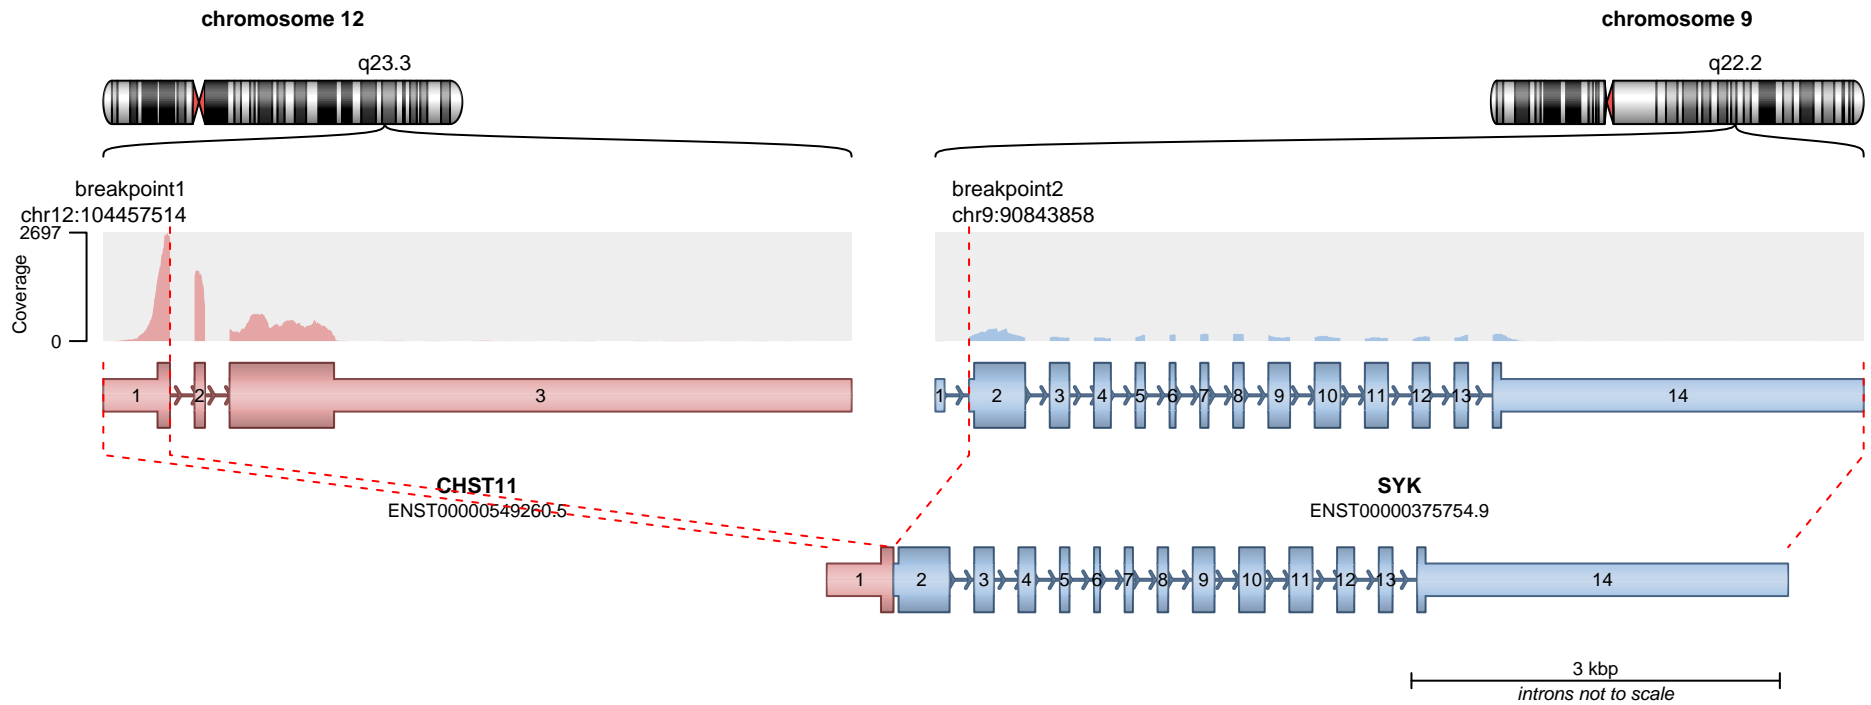 chromosome 12
chromosome 9
q23.3
q22.2
breakpoint1
chr12:104457514
breakpoint2
chr9:90843858
2697
Coverage
0
1 2 3
1 2 3 4 5 6 7 8 9 10 11 12 13 14
CHST11
ENST00000549260.5
SYK
ENST00000375754.9
1 2 3 4 5 6 7 8 9 10 11 12 13 14
3 kbp
introns not to scale